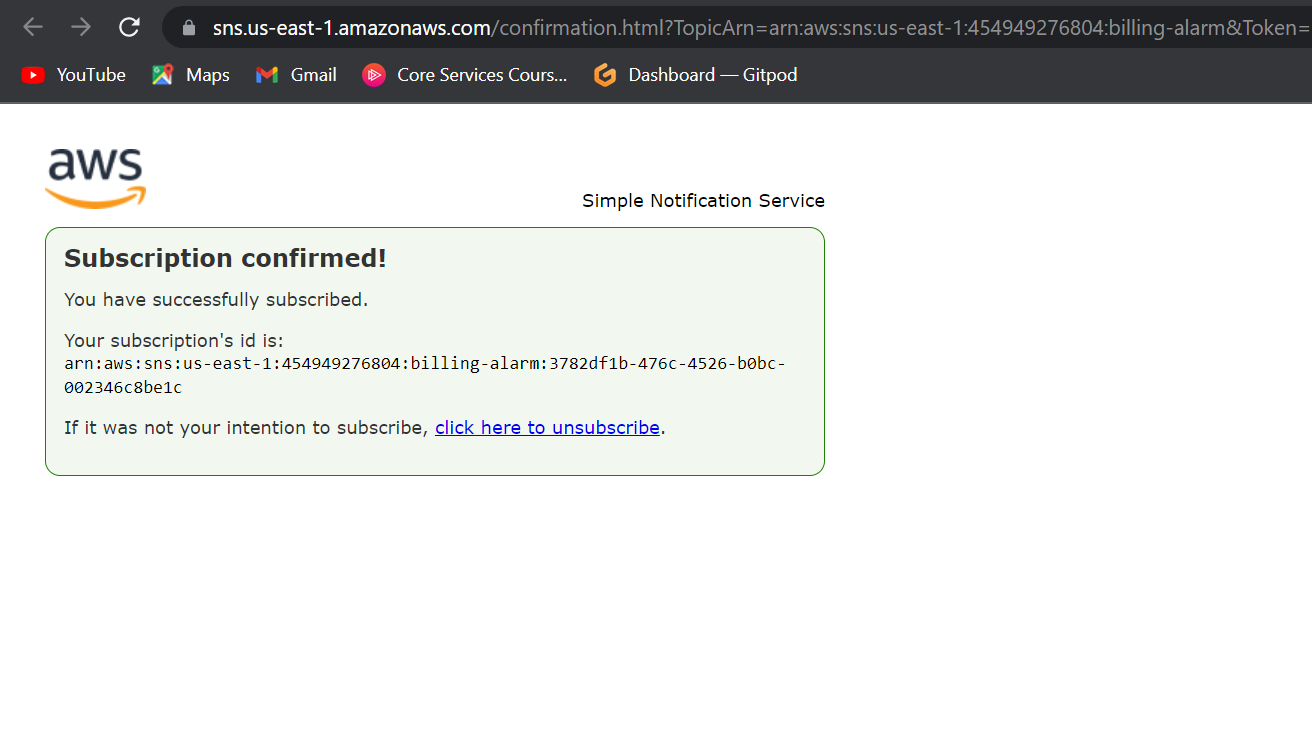 sns.us-east-1.amazonaws.com/confirmation.html?TopicArn=arn:aws:sns:us-east-1:454949276804:billing-alarm&Token=
YouTube Maps Gmail Core Services Cours... Dashboard — Gitpod
aws
Simple Notification Service
Subscription confirmed!
You have successfully subscribed.
Your subscription's id is:
arn:aws:sns:us-east-1:454949276804:billing-alarm:3782df1b-476c-4526-b0bc-
002346c8be1c
If it was not your intention to subscribe, click here to unsubscribe.